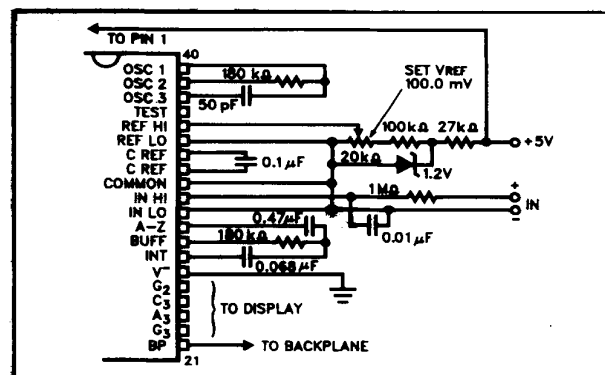 TO PIN 1
40
OSC 1
180 kΩ
OSC 2
OSC 3
50 pF
TEST
REF HI
REF LO
C REF
C REF
0.1 μF
COMMON
IN HI
IN LO
A-Z
BUFF
INT
V-
G2
C3
A3
G3
BP
21
SET VREF
100.0 mV
100kΩ
27kΩ
+5V
20kΩ
1.2V
1MΩ
+
IN
-
0.01 μF
0.47μF
180 kΩ
0.068 μF
TO DISPLAY
TO BACKPLANE